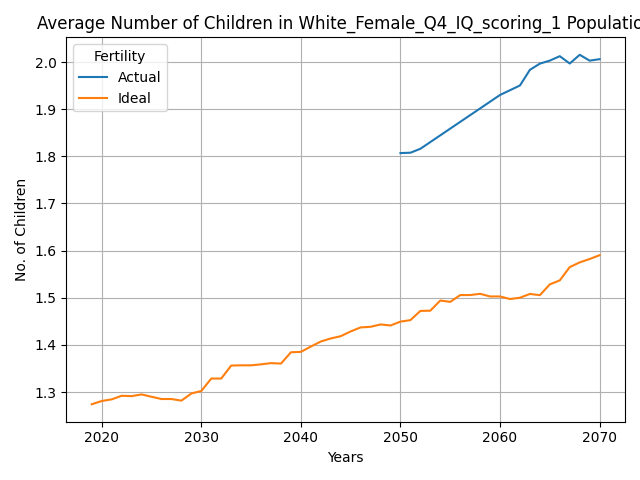 Average Number of Children in White_Female_Q4_IQ_scoring_1 Populatio
Fertility
Actual
Ideal
No. of Children
2.0
1.9
1.8
1.7
1.6
1.5
1.4
1.3
2020 2030 2040 2050 2060 2070
Years